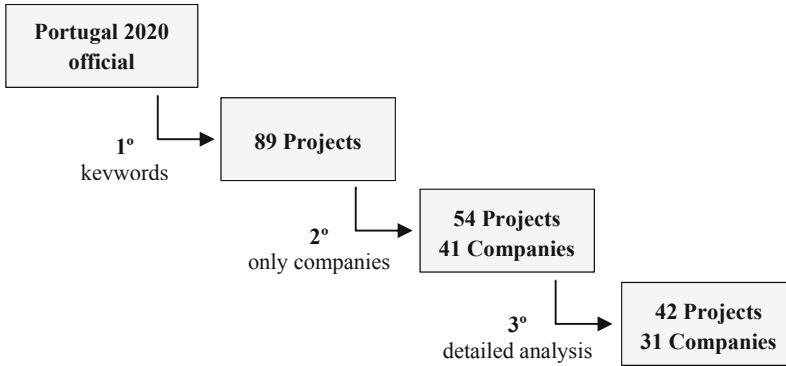 Portugal 2020
official
1º
kevwords
89 Projects
2º
only companies
54 Projects
41 Companies
3º
detailed analysis
42 Projects
31 Companies